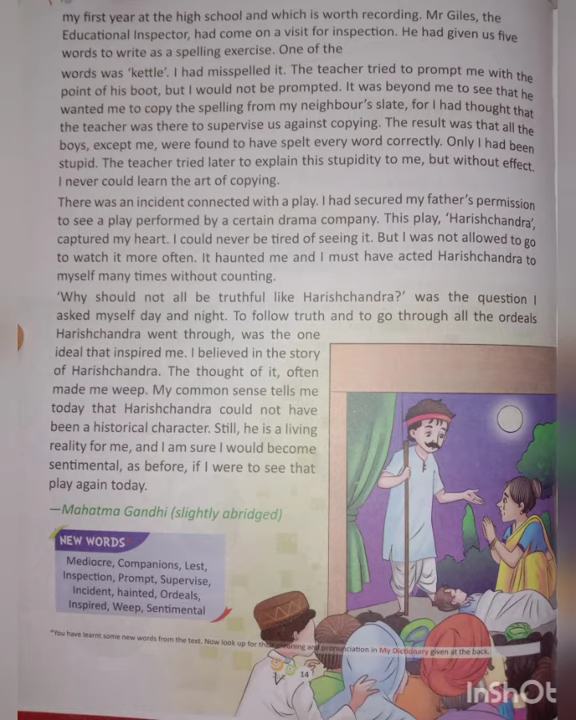 my first year at the high school and which is worth recording. Mr Giles, the
Educational Inspector, had come on a visit for inspection. He had given us five
words to write as a spelling exercise. One of the
words was 'kettle'. I had misspelled it. The teacher tried to prompt me with the
point of his boot, but I would not be prompted. It was beyond me to see that he
wanted me to copy the spelling from my neighbour's slate, for I had thought that
the teacher was there to supervise us against copying. The result was that all the
boys, except me, were found to have spelt every word correctly. Only I had been
stupid. The teacher tried later to explain this stupidity to me, but without effect.
I never could learn the art of copying.
There was an incident connected with a play. I had secured my father's permission
to see a play performed by a certain drama company. This play, 'Harishchandra',
captured my heart. I could never be tired of seeing it. But I was not allowed to go
to watch it more often. It haunted me and I must have acted Harishchandra to
myself many times without counting.
'Why should not all be truthful like Harishchandra?' was the question I
asked myself day and night. To follow truth and to go through all the ordeals
Harishchandra went through, was the one
ideal that inspired me. I believed in the story
of Harishchandra. The thought of it, often
made me weep. My common sense tells me
today that Harishchandra could not have
been a historical character. Still, he is a living
reality for me, and I am sure I would become
sentimental, as before, if I were to see that
play again today.
—Mahatma Gandhi (slightly abridged)
NEW WORDS*
Mediocre, Companions, Lest,
Inspection, Prompt, Supervise,
Incident, hainted, Ordeals,
Inspired, Weep, Sentimental
*You have learnt some new words from the text. Now look up for their meaning and pronunciation in My Dictionary given at the back.
14
InShOt